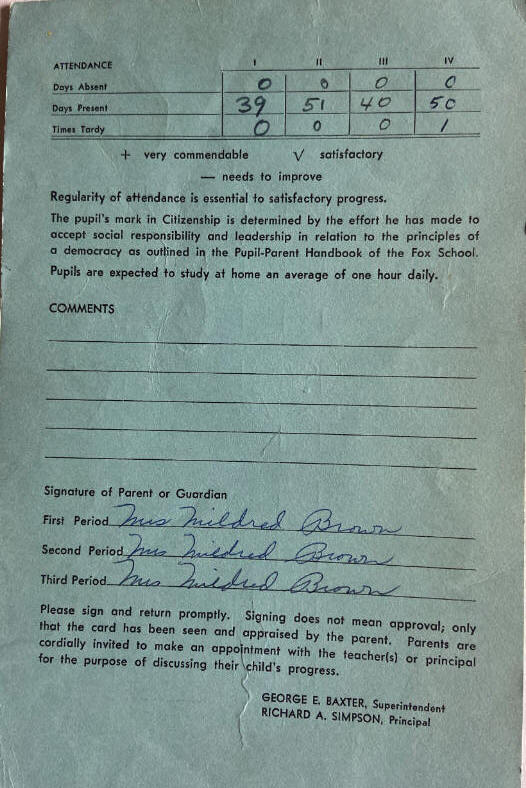 ATTENDANCE I II III IV
Days Absent 0 0 0 0
Days Present 39 51 40 50
Times Tardy 0 0 0 1
+ very commendable √ satisfactory
— needs to improve
Regularity of attendance is essential to satisfactory progress.
The pupil's mark in Citizenship is determined by the effort he has made to
accept social responsibility and leadership in relation to the principles of
a democracy as outlined in the Pupil-Parent Handbook of the Fox School.
Pupils are expected to study at home an average of one hour daily.
COMMENTS
Signature of Parent or Guardian
First Period Mrs Mildred Brown
Second Period Mrs Mildred Brown
Third Period Mrs Mildred Brown
Please sign and return promptly. Signing does not mean approval; only
that the card has been seen and appraised by the parent. Parents are
cordially invited to make an appointment with the teacher(s) or principal
for the purpose of discussing their child's progress.
GEORGE E. BAXTER, Superintendent
RICHARD A. SIMPSON, Principal